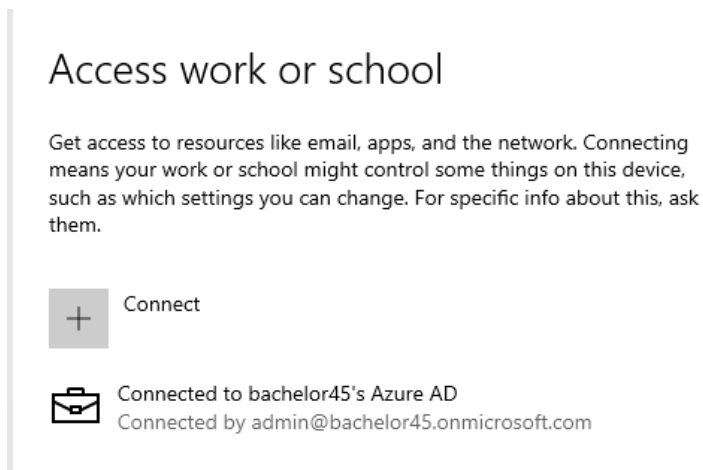 Access work or school
Get access to resources like email, apps, and the network. Connecting
means your work or school might control some things on this device,
such as which settings you can change. For specific info about this, ask
them.
Connect
Connected to bachelor45's Azure AD
Connected by admin@bachelor45.onmicrosoft.com